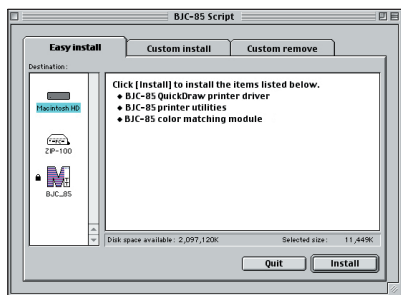 BJC-85 Script
Easy install
Custom install
Custom remove
Destination:
Macintosh HD
ZIP-100
BJC_85
Click [Install] to install the items listed below.
◆ BJC-85 QuickDraw printer driver
◆ BJC-85 printer utilities
◆ BJC-85 color matching module
Disk space available: 2,097,120K
Selected size: 11,449K
Quit
Install